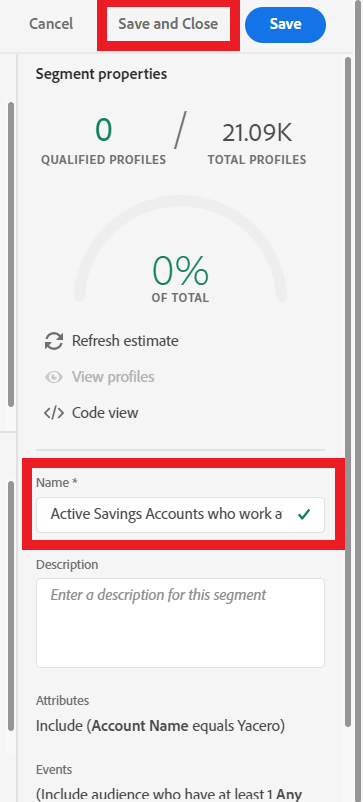 Cancel Save and Close Save
Segment properties
0 / 21.09K
QUALIFIED PROFILES TOTAL PROFILES
0%
OF TOTAL
Refresh estimate
View profiles
</> Code view
Name *
Active Savings Accounts who work a
Description
Enter a description for this segment
Attributes
Include (Account Name equals Yacero)
Events
(Include audience who have at least 1 Any